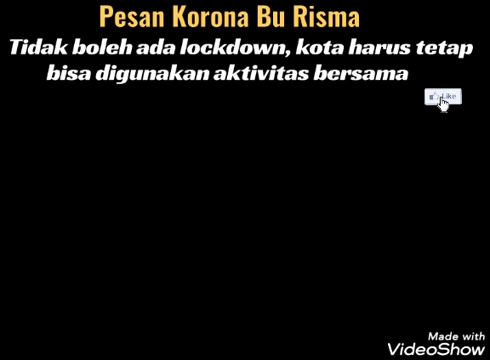 Pesan Korona Bu Risma
Tidak boleh ada lockdown, kota harus tetap
bisa digunakan aktivitas bersama
Like
Made with
VideoShow